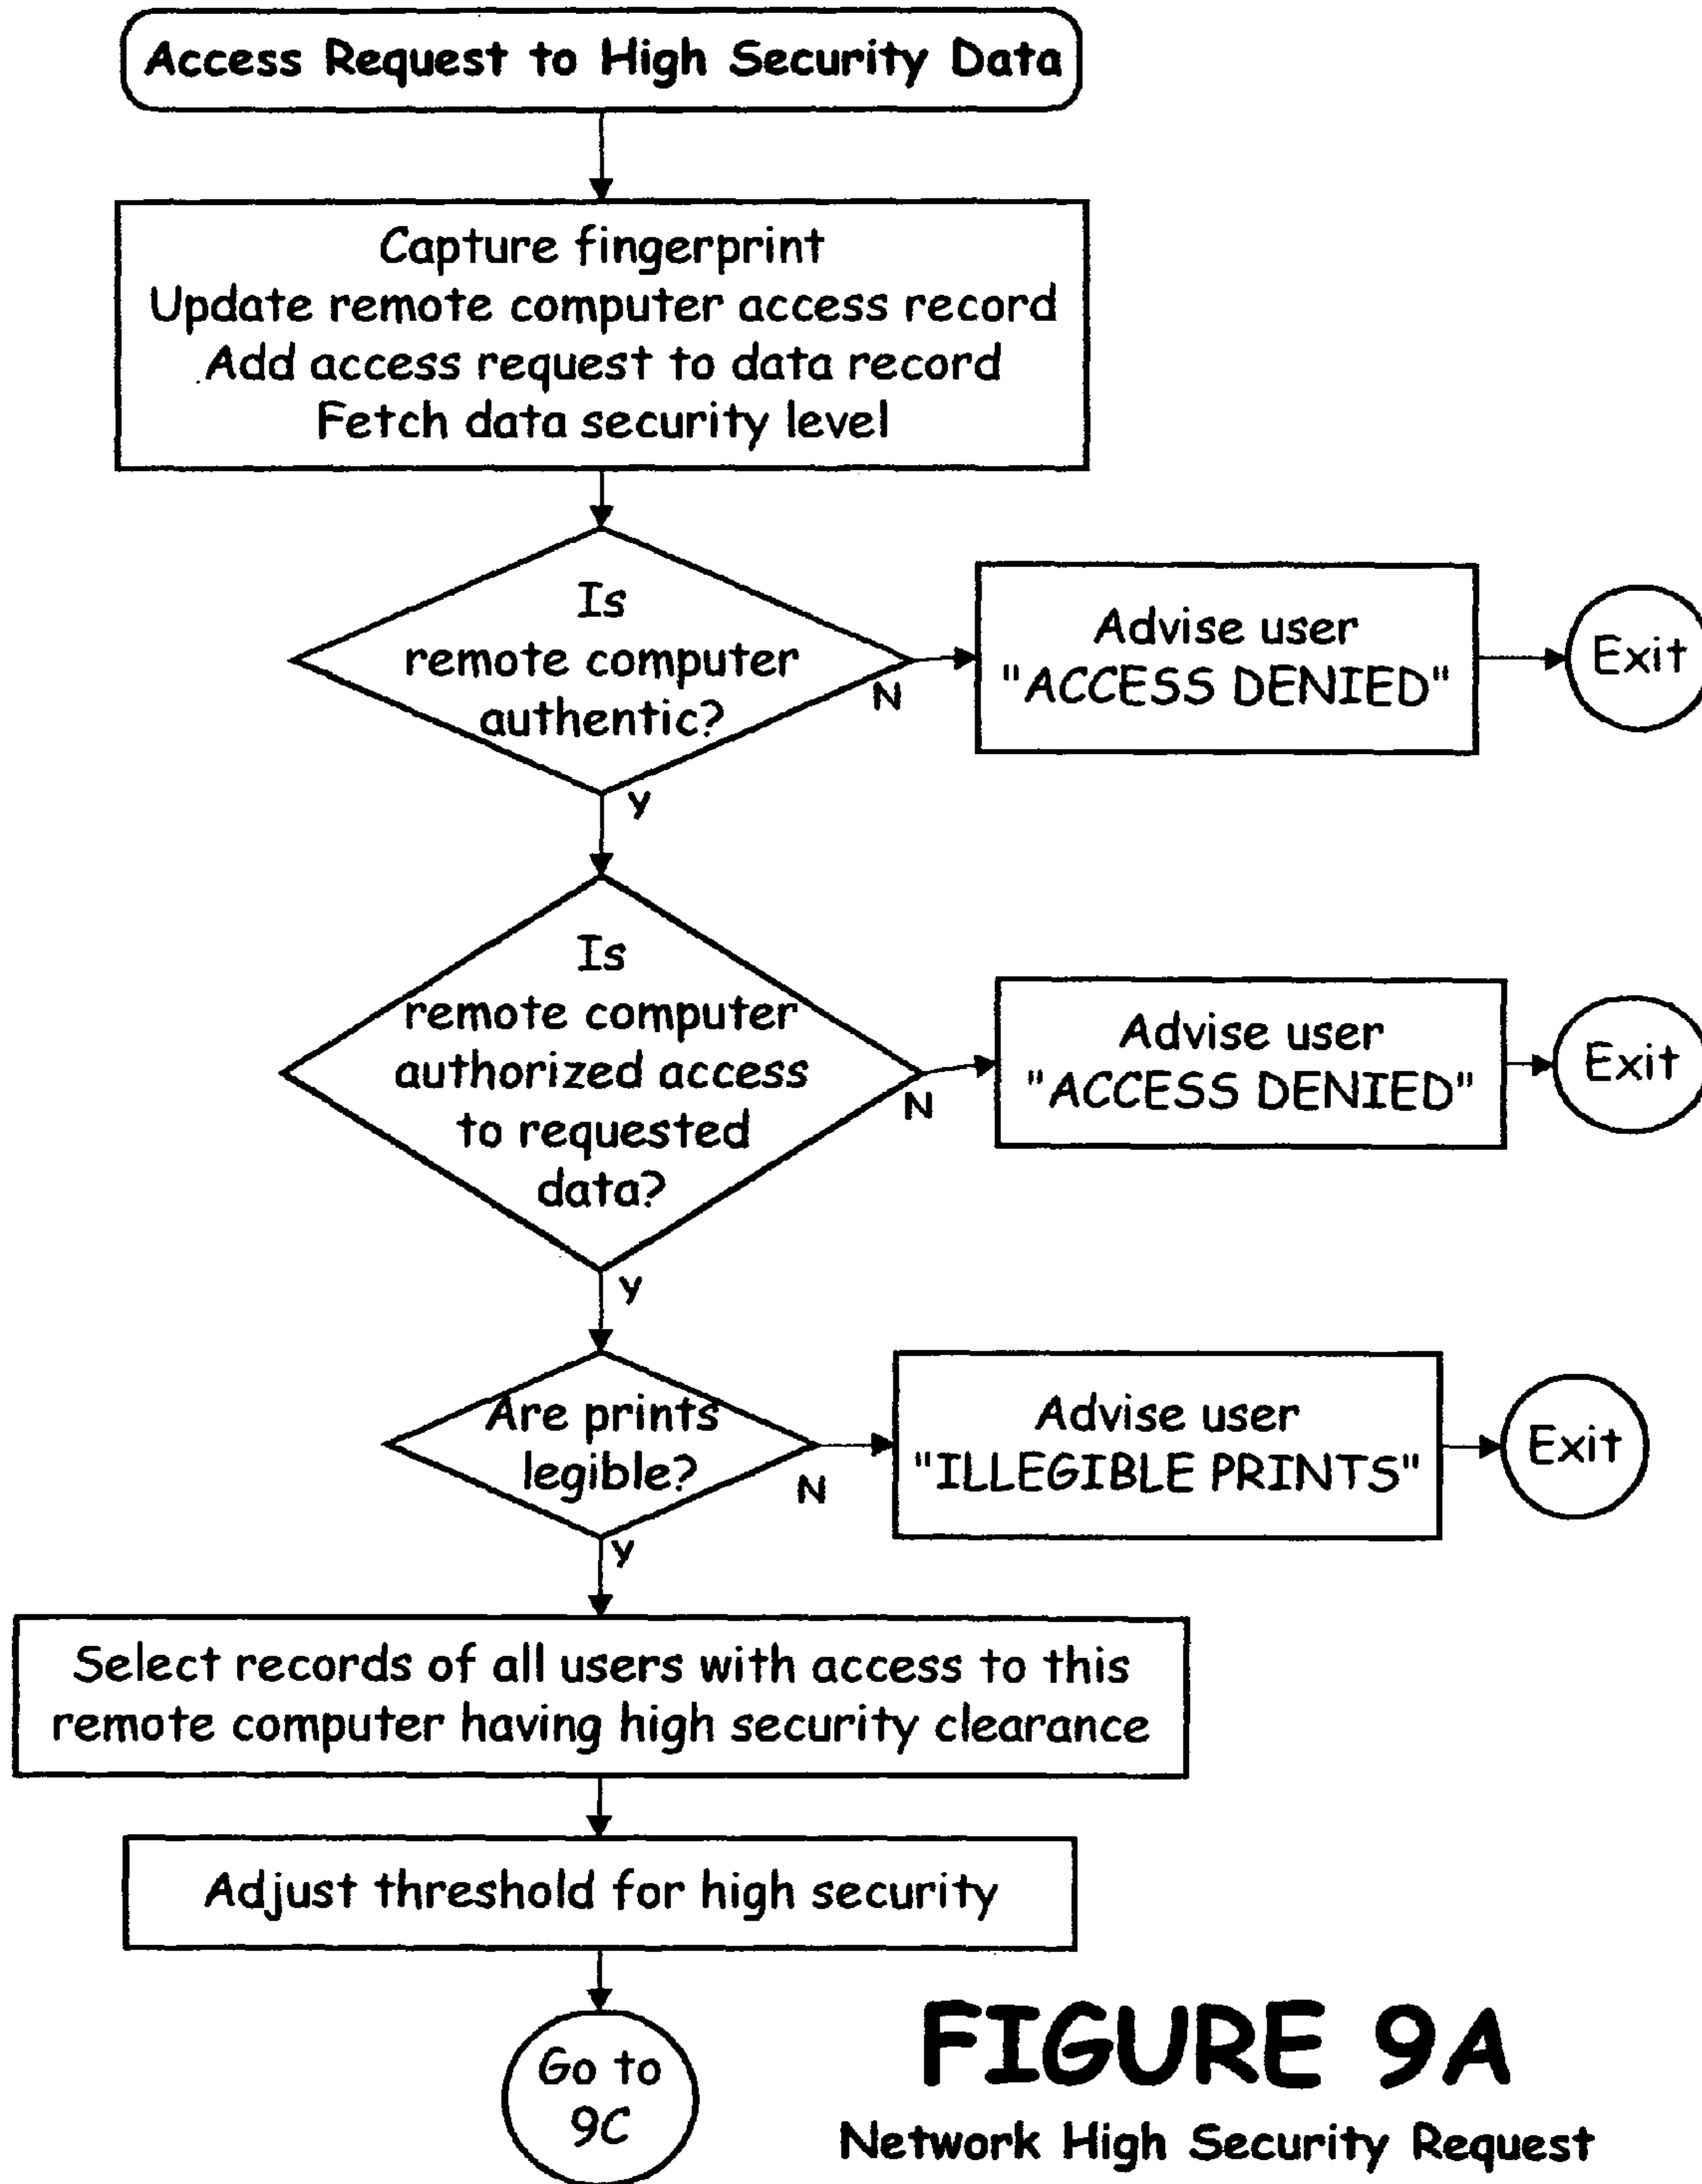 Access Request to High Security Data
Capture fingerprint
Update remote computer access record
Add access request to data record
Fetch data security level
Is
remote computer
authentic?
N
Advise user
"ACCESS DENIED"
Exit
y
Is
remote computer
authorized access
to requested
data?
N
Advise user
"ACCESS DENIED"
Exit
y
Are prints
legible?
N
Advise user
"ILLEGIBLE PRINTS"
Exit
y
Select records of all users with access to this
remote computer having high security clearance
Adjust threshold for high security
Go to
9C
FIGURE 9A
Network High Security Request